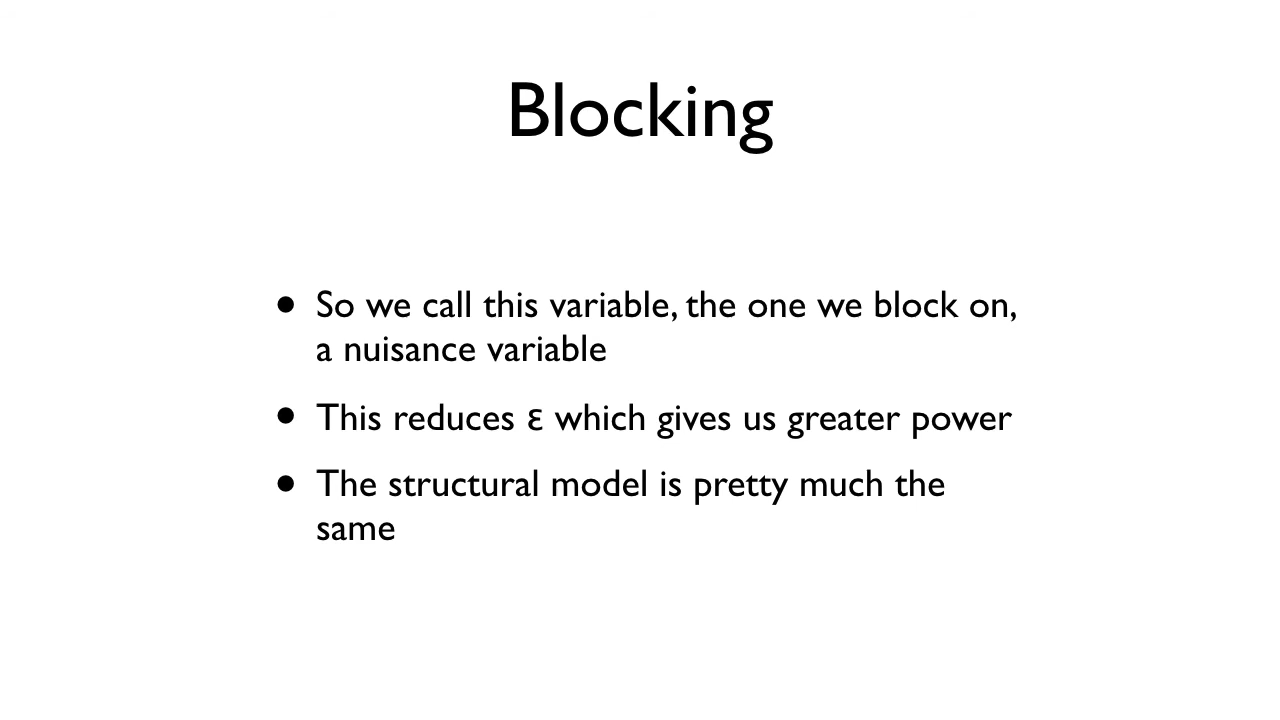 Blocking
• So we call this variable, the one we block on,
a nuisance variable
• This reduces ε which gives us greater power
• The structural model is pretty much the
same